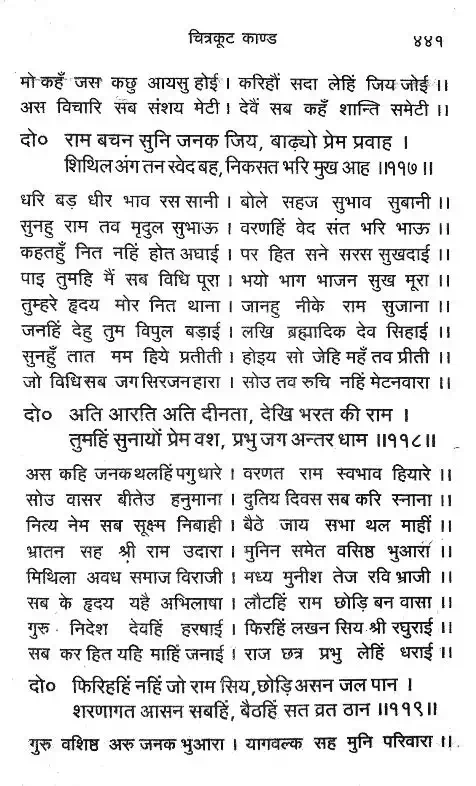 चित्रकूट काण्ड ४४१
मो कहँ जस कछु आयसु होई । करिहौं सदा लेहिं जिय जोई ।।
अस विचारि सब संशय मेटी । देवैं सब कहँ शान्ति समेटी ।।
दो० राम बचन सुनि जनक जिय, बाढ्यो प्रेम प्रवाह ।
शिथिल अंग तन स्वेद बह, निकसत भरि मुख आह ।।११७।।
धरि बड़ धीर भाव रस सानी । बोले सहज सुभाव सुबानी ।।
सुनहु राम तव मृदुल सुभाऊ । वरणहिं वेद संत भरि भाऊ ।।
कहतहुँ नित नहिं होत अघाई । पर हित सने सरस सुखदाई ।।
पाइ तुमहि मैं सब विधि पूरा । भयो भाग भाजन सुख मूरा ।।
तुम्हरे हृदय मोर नित थाना । जानहु नीके राम सुजाना ।।
जनहिं देहु तुम विपुल बड़ाई । लखि ब्रह्मादिक देव सिहाई ।।
सुनहुँ तात मम हिये प्रतीती । होइय सो जेहि महँ तव प्रीती ।।
जो विधि सब जग सिरजनहारा । सोउ तव रुचि नहिं मेटनवारा ।।
दो० अति आरति अति दीनता, देखि भरत की राम ।
तुमहिं सुनायों प्रेम वश, प्रभु जग अन्तर धाम ।।११८।।
अस कहि जनक थलहिं पगु धारे । वरणत राम स्वभाव हियारे ।।
सोउ वासर बीतेउ हनुमाना । दुतिय दिवस सब करि स्नाना ।।
नित्य नेम सब सूक्ष्म निबाही । बैठे जाय सभा थल माहीं ।।
भ्रातन सह श्री राम उदारा । मुनिन समेत वसिष्ठ भुआरा ।।
मिथिला अवध समाज विराजी । मध्य मुनीश तेज रवि भ्राजी ।।
सब के हृदय यहै अभिलाषा । लौटहिं राम छोड़ि बन वासा ।।
गुरु निदेश देवहिं हरषाई । फिरहिं लखन सिय श्री रघुराई ।।
सब कर हित यहि माहिं जनाई । राज छत्र प्रभु लेहिं धराई ।।
दो० फिरिहहिं नहिं जो राम सिय, छोड़ि असन जल पान ।
शरणागत आसन सबहिं, बैठहिं सत व्रत ठान ।।११९।।
गुरु वशिष्ठ अरु जनक भुआरा । यागवल्क सह मुनि परिवारा ।।